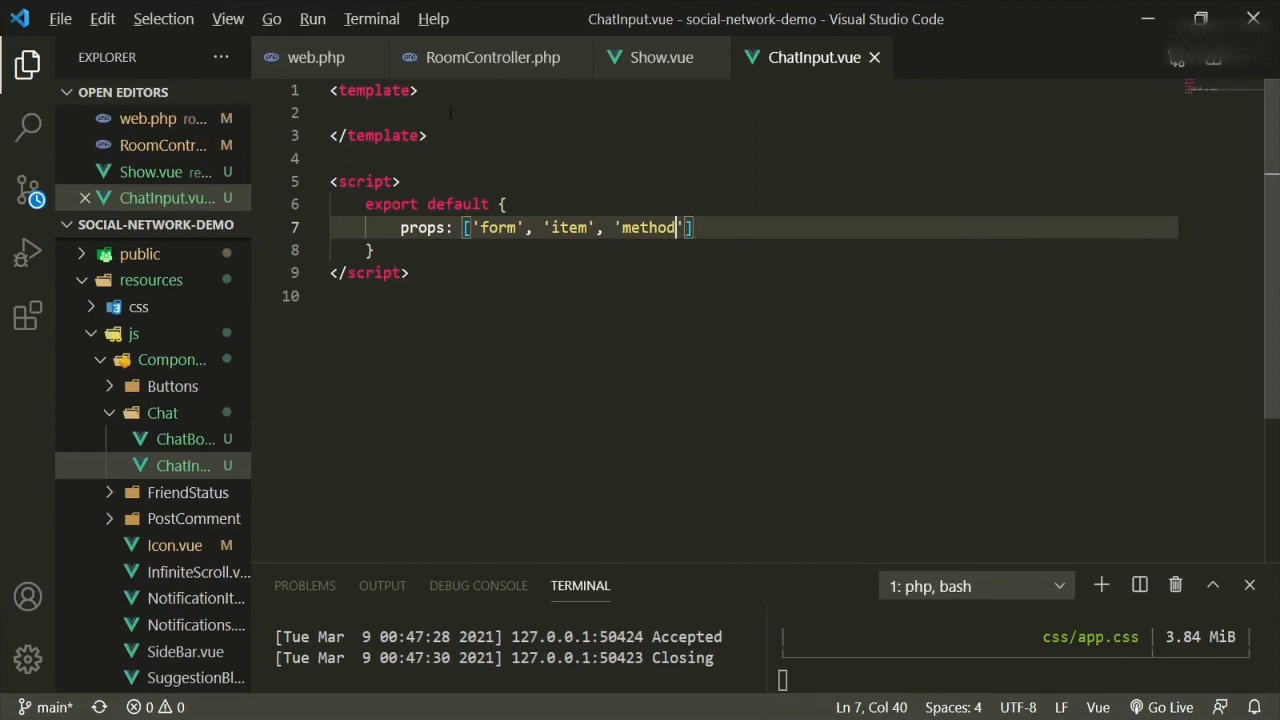 File Edit Selection View Go Run Terminal Help ChatInput.vue - social-network-demo - Visual Studio Code
EXPLORER ...
web.php RoomController.php Show.vue ChatInput.vue
OPEN EDITORS
web.php ro... M
RoomContr... M
Show.vue re... U
ChatInput.vu... U
SOCIAL-NETWORK-DEMO
public
resources
css
js
Compon...
Buttons
Chat
ChatBo... U
ChatIn... U
FriendStatus
PostComment
Icon.vue M
InfiniteScroll.v...
NotificationIt...
Notifications....
SideBar.vue
SuggestionBl...
1 <template>
2
3 </template>
4
5 <script>
6 export default {
7 props: ['form', 'item', 'method']
8 }
9 </script>
10
PROBLEMS OUTPUT DEBUG CONSOLE TERMINAL 1: php, bash
[Tue Mar  9 00:47:28 2021] 127.0.0.1:50424 Accepted
[Tue Mar  9 00:47:30 2021] 127.0.0.1:50423 Closing
css/app.css | 3.84 MiB
main* 0 0 Ln 7, Col 40 Spaces: 4 UTF-8 LF Vue Go Live